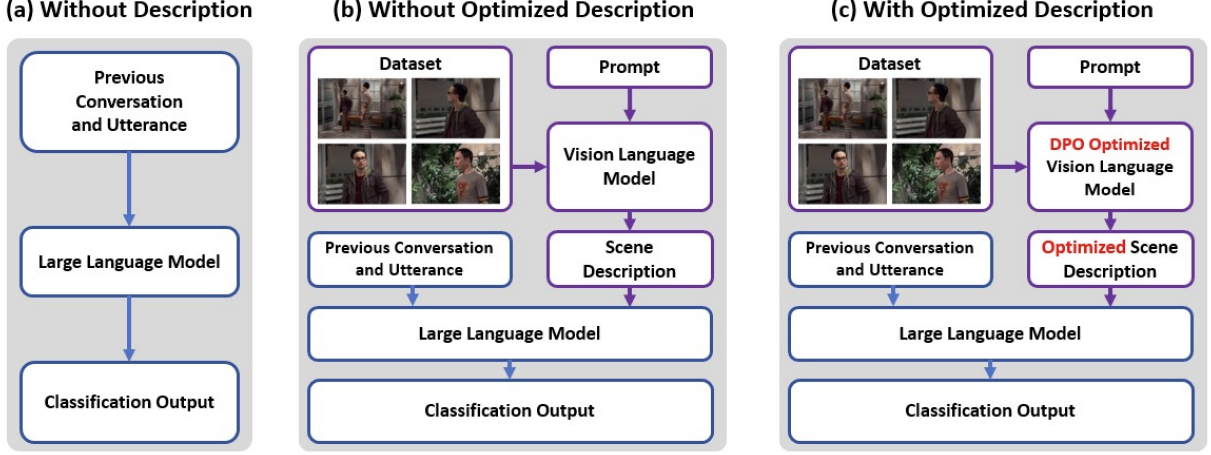 (a) Without Description
Previous
Conversation
and Utterance
Large Language Model
Classification Output
(b) Without Optimized Description
Dataset
Prompt
Vision Language
Model
Previous Conversation
and Utterance
Scene
Description
Large Language Model
Classification Output
(c) With Optimized Description
Dataset
Prompt
DPO Optimized
Vision Language
Model
Previous Conversation
and Utterance
Optimized Scene
Description
Large Language Model
Classification Output